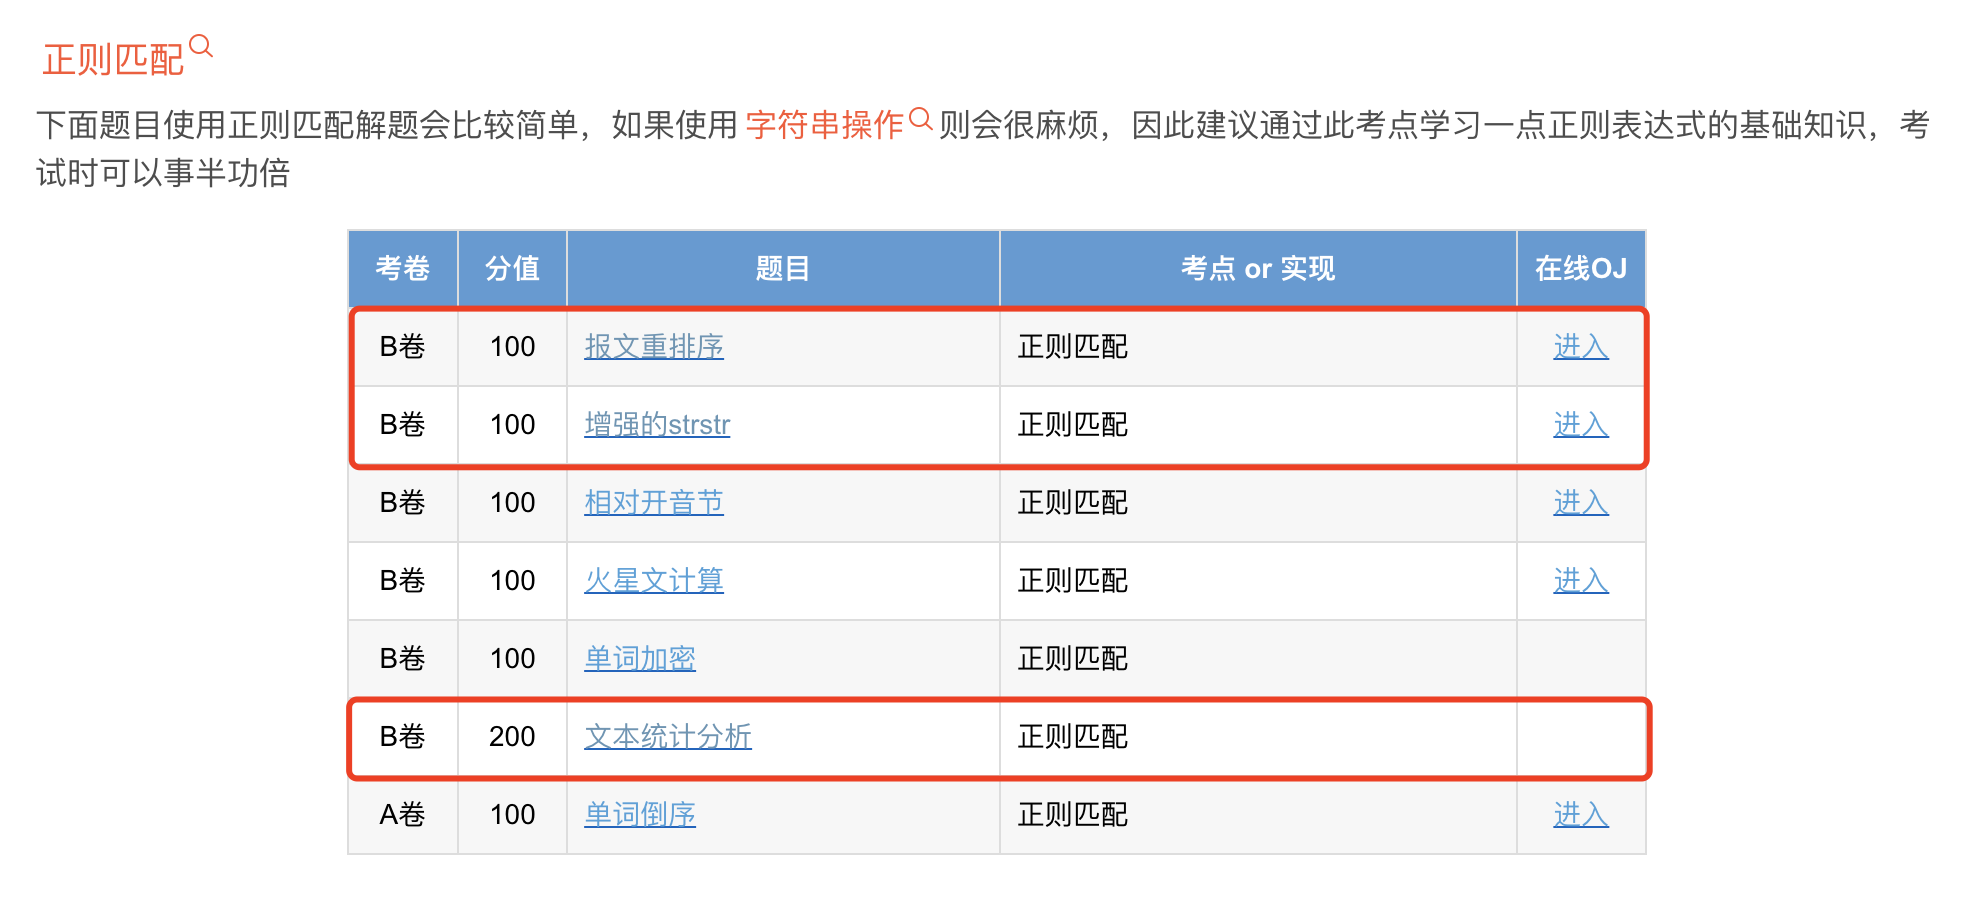 正则匹配
下面题目使用正则匹配解题会比较简单，如果使用 字符串操作 则会很麻烦，因此建议通过此考点学习一点正则表达式的基础知识，考
试时可以事半功倍
考卷 分值 题目 考点 or 实现 在线OJ
B卷 100 报文重排序 正则匹配 进入
B卷 100 增强的strstr 正则匹配 进入
B卷 100 相对开音节 正则匹配 进入
B卷 100 火星文计算 正则匹配 进入
B卷 100 单词加密 正则匹配
B卷 200 文本统计分析 正则匹配
A卷 100 单词倒序 正则匹配 进入